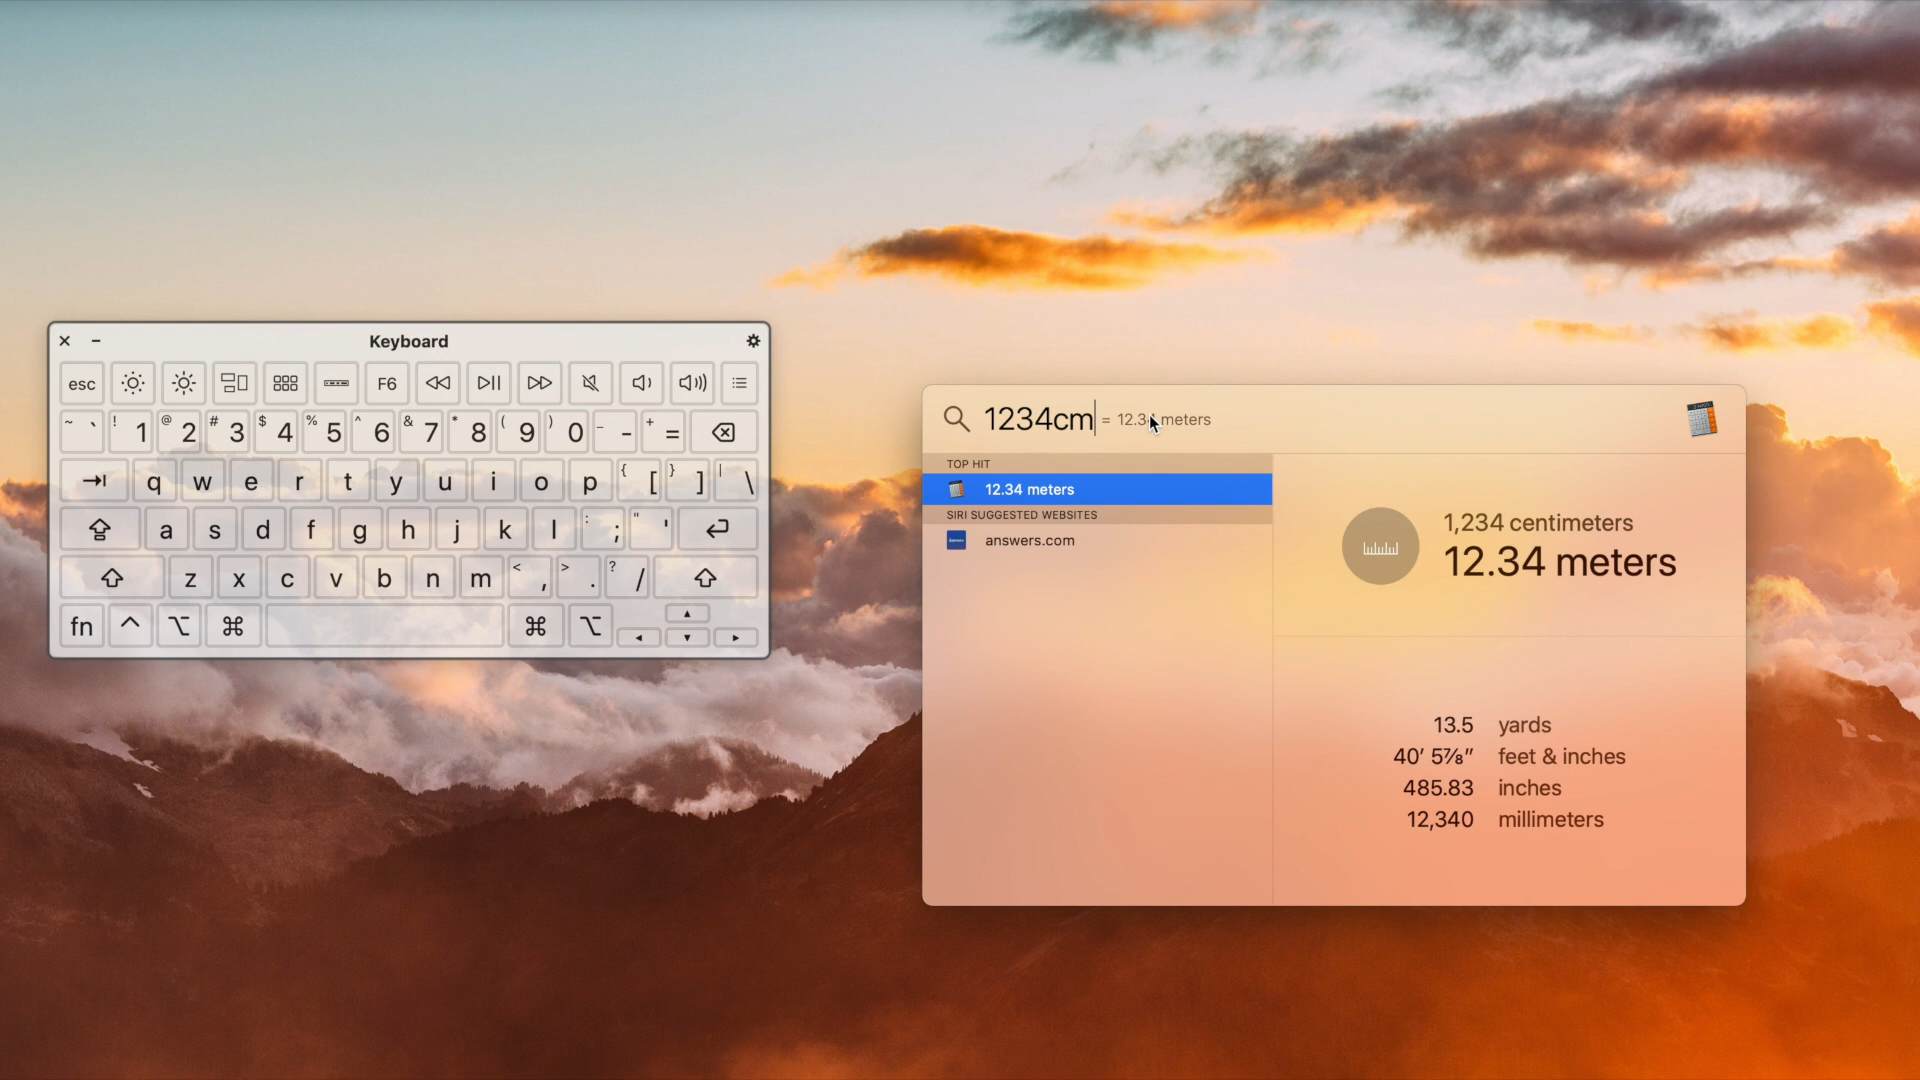 Keyboard
esc F6
~ ` ! 1 @ 2 # 3 $ 4 % 5 ^ 6 & 7 * 8 ( 9 ) 0 _ - + =
q w e r t y u i o p { [ } ] | \
a s d f g h j k l : ; " '
z x c v b n m < , > . ? /
fn ^ ⌥ ⌘ ⌘ ⌥
1234cm = 12.34 meters
TOP HIT
12.34 meters
SIRI SUGGESTED WEBSITES
answers.com
1,234 centimeters
12.34 meters
13.5 yards
40′ 5⅞″ feet & inches
485.83 inches
12,340 millimeters